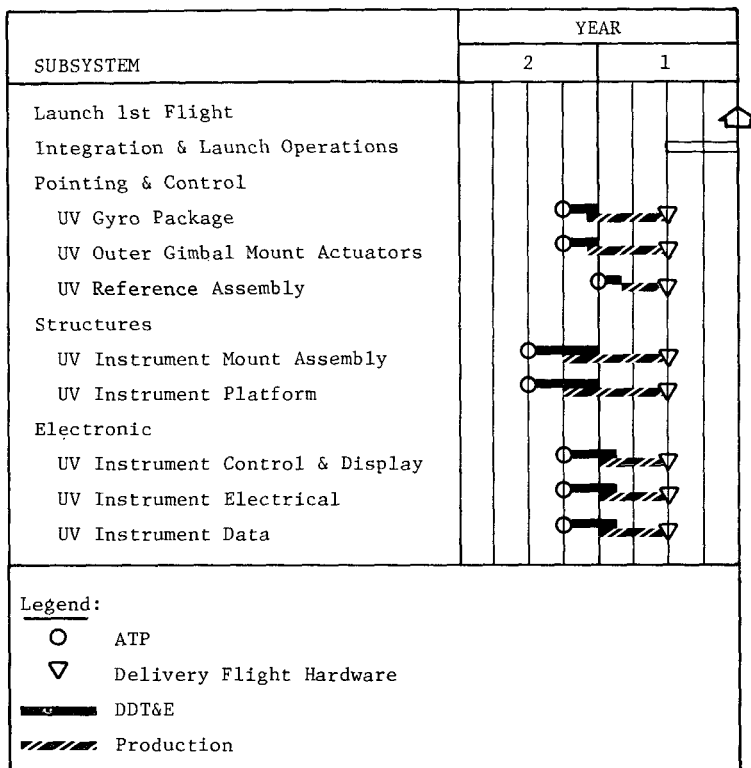 YEAR
SUBSYSTEM 2 1
Launch 1st Flight
Integration & Launch Operations
Pointing & Control
UV Gyro Package
UV Outer Gimbal Mount Actuators
UV Reference Assembly
Structures
UV Instrument Mount Assembly
UV Instrument Platform
Electronic
UV Instrument Control & Display
UV Instrument Electrical
UV Instrument Data
Legend:
ATP
Delivery Flight Hardware
DDT&E
Production